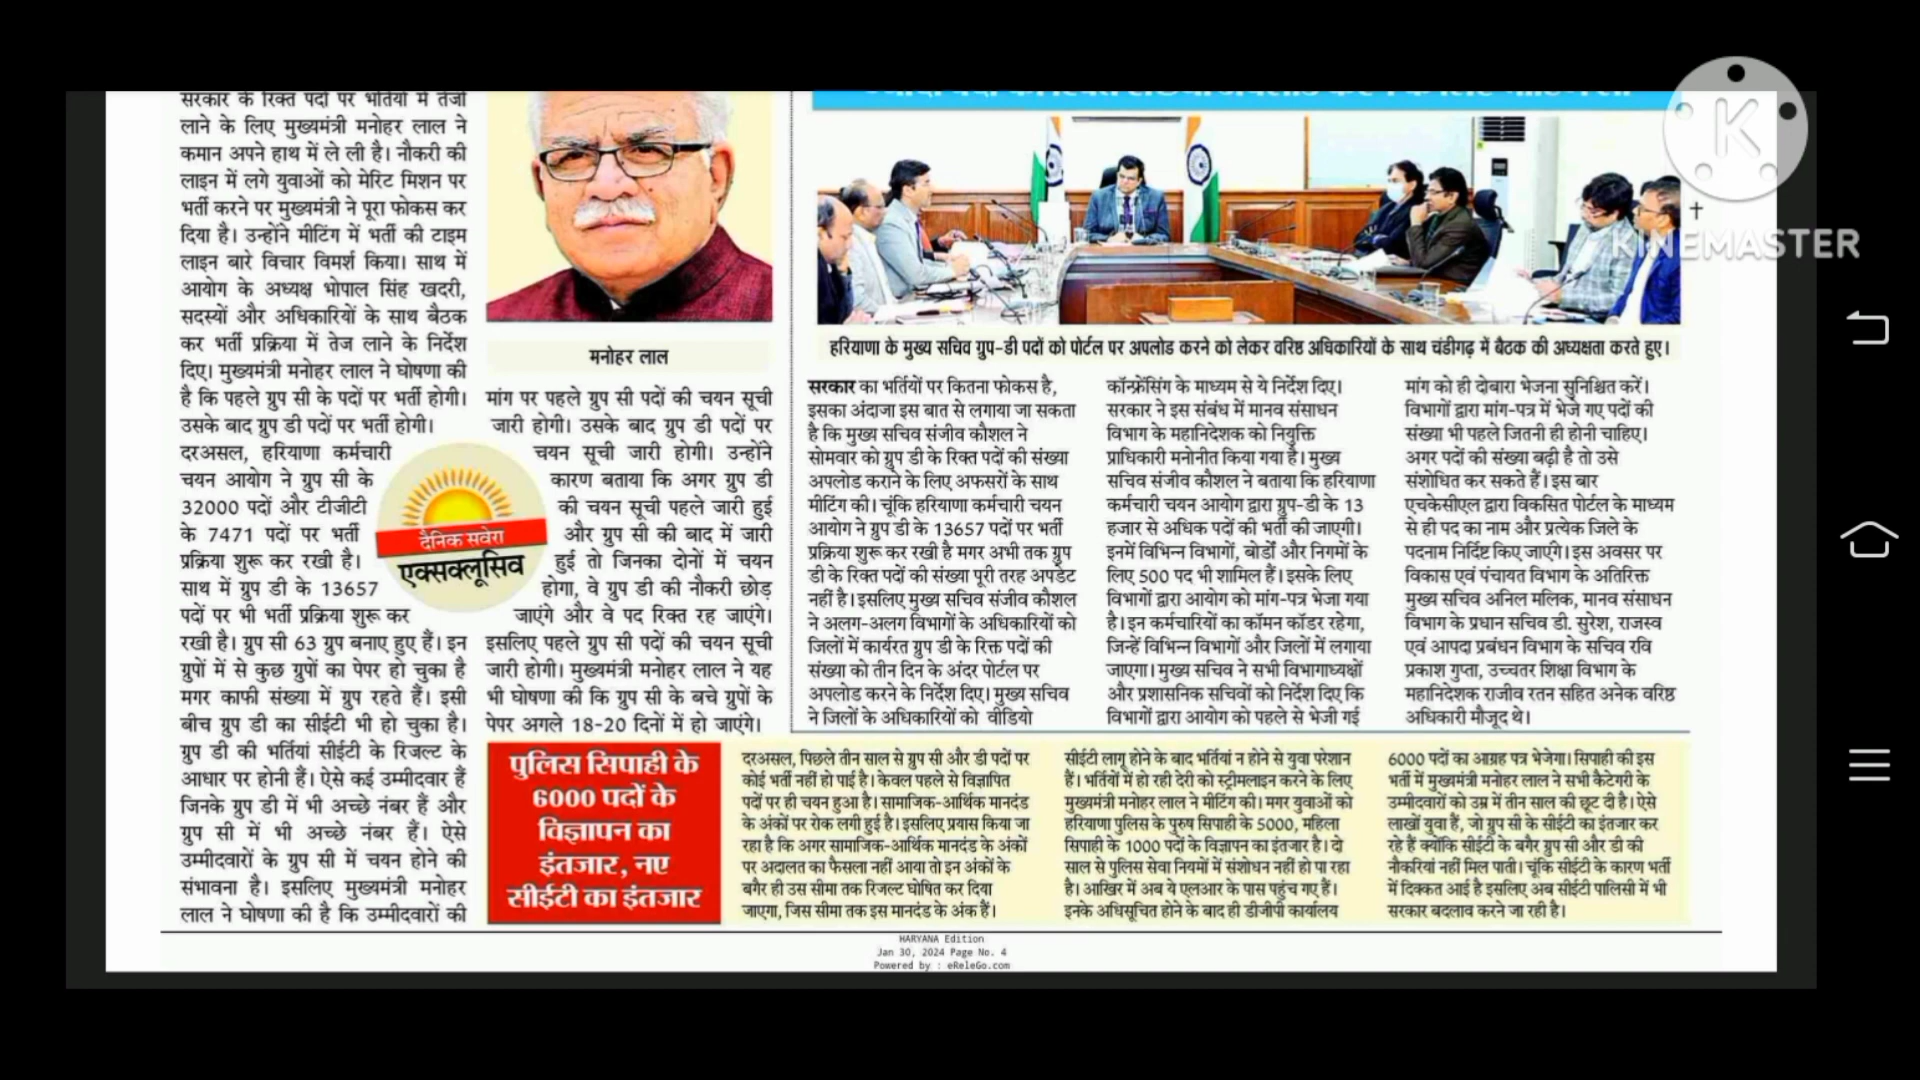 सरकार के रिक्त पदों पर भर्तियों में तेजी
लाने के लिए मुख्यमंत्री मनोहर लाल ने
कमान अपने हाथ में ले ली है। नौकरी की
लाइन में लगे युवाओं को मेरिट मिशन पर
भर्ती करने पर मुख्यमंत्री ने पूरा फोकस कर
दिया है। उन्होंने मीटिंग में भर्ती की टाइम
लाइन बारे विचार विमर्श किया। साथ में
आयोग के अध्यक्ष भोपाल सिंह खदरी,
सदस्यों और अधिकारियों के साथ बैठक
कर भर्ती प्रक्रिया में तेज लाने के निर्देश
दिए। मुख्यमंत्री मनोहर लाल ने घोषणा की
है कि पहले ग्रुप सी के पदों पर भर्ती होगी।
उसके बाद ग्रुप डी पदों पर भर्ती होगी।
दरअसल, हरियाणा कर्मचारी
चयन आयोग ने ग्रुप सी के
32000 पदों और टीजीटी
के 7471 पदों पर भर्ती
प्रक्रिया शुरू कर रखी है।
साथ में ग्रुप डी के 13657
पदों पर भी भर्ती प्रक्रिया शुरू कर
रखी है। ग्रुप सी 63 ग्रुप बनाए हुए हैं। इन
ग्रुपों में से कुछ ग्रुपों का पेपर हो चुका है
मगर काफी संख्या में ग्रुप रहते हैं। इसी
बीच ग्रुप डी का सीईटी भी हो चुका है।
ग्रुप डी की भर्तियां सीईटी के रिजल्ट के
आधार पर होनी हैं। ऐसे कई उम्मीदवार हैं
जिनके ग्रुप डी में भी अच्छे नंबर हैं और
ग्रुप सी में भी अच्छे नंबर हैं। ऐसे
उम्मीदवारों के ग्रुप सी में चयन होने की
संभावना है। इसलिए मुख्यमंत्री मनोहर
लाल ने घोषणा की है कि उम्मीदवारों की
मनोहर लाल
मांग पर पहले ग्रुप सी पदों की चयन सूची
जारी होगी। उसके बाद ग्रुप डी पदों पर
चयन सूची जारी होगी। उन्होंने
कारण बताया कि अगर ग्रुप डी
की चयन सूची पहले जारी हुई
और ग्रुप सी की बाद में जारी
हुई तो जिनका दोनों में चयन
होगा, वे ग्रुप डी की नौकरी छोड़
जाएंगे और वे पद रिक्त रह जाएंगे।
इसलिए पहले ग्रुप सी पदों की चयन सूची
जारी होगी। मुख्यमंत्री मनोहर लाल ने यह
भी घोषणा की कि ग्रुप सी के बचे ग्रुपों के
पेपर अगले 18-20 दिनों में हो जाएंगे।
दैनिक सवेरा
एक्सक्लूसिव
हरियाणा के मुख्य सचिव ग्रुप-डी पदों को पोर्टल पर अपलोड करने को लेकर वरिष्ठ अधिकारियों के साथ चंडीगढ़ में बैठक की अध्यक्षता करते हुए।
सरकार का भर्तियों पर कितना फोकस है,
इसका अंदाजा इस बात से लगाया जा सकता
है कि मुख्य सचिव संजीव कौशल ने
सोमवार को ग्रुप डी के रिक्त पदों की संख्या
अपलोड कराने के लिए अफसरों के साथ
मीटिंग की। चूंकि हरियाणा कर्मचारी चयन
आयोग ने ग्रुप डी के 13657 पदों पर भर्ती
प्रक्रिया शुरू कर रखी है मगर अभी तक ग्रुप
डी के रिक्त पदों की संख्या पूरी तरह अपडेट
नहीं है। इसलिए मुख्य सचिव संजीव कौशल
ने अलग-अलग विभागों के अधिकारियों को
जिलों में कार्यरत ग्रुप डी के रिक्त पदों की
संख्या को तीन दिन के अंदर पोर्टल पर
अपलोड करने के निर्देश दिए। मुख्य सचिव
ने जिलों के अधिकारियों को वीडियो
कॉन्फ्रेंसिंग के माध्यम से ये निर्देश दिए।
सरकार ने इस संबंध में मानव संसाधन
विभाग के महानिदेशक को नियुक्ति
प्राधिकारी मनोनीत किया गया है। मुख्य
सचिव संजीव कौशल ने बताया कि हरियाणा
कर्मचारी चयन आयोग द्वारा ग्रुप-डी के 13
हजार से अधिक पदों की भर्ती की जाएगी।
इनमें विभिन्न विभागों, बोर्डों और निगमों के
लिए 500 पद भी शामिल हैं। इसके लिए
विभागों द्वारा आयोग को मांग-पत्र भेजा गया
है। इन कर्मचारियों का कॉमन कॉडर रहेगा,
जिन्हें विभिन्न विभागों और जिलों में लगाया
जाएगा। मुख्य सचिव ने सभी विभागाध्यक्षों
और प्रशासनिक सचिवों को निर्देश दिए कि
विभागों द्वारा आयोग को पहले से भेजी गई
मांग को ही दोबारा भेजना सुनिश्चित करें।
विभागों द्वारा मांग-पत्र में भेजे गए पदों की
संख्या भी पहले जितनी ही होनी चाहिए।
अगर पदों की संख्या बढ़ी है तो उसे
संशोधित कर सकते हैं। इस बार
एचकेसीएल द्वारा विकसित पोर्टल के माध्यम
से ही पद का नाम और प्रत्येक जिले के
पदनाम निर्दिष्ट किए जाएंगे। इस अवसर पर
विकास एवं पंचायत विभाग के अतिरिक्त
मुख्य सचिव अनिल मलिक, मानव संसाधन
विभाग के प्रधान सचिव डी. सुरेश, राजस्व
एवं आपदा प्रबंधन विभाग के सचिव रवि
प्रकाश गुप्ता, उच्चतर शिक्षा विभाग के
महानिदेशक राजीव रतन सहित अनेक वरिष्ठ
अधिकारी मौजूद थे।
पुलिस सिपाही के
6000 पदों के
विज्ञापन का
इंतजार, नए
सीईटी का इंतजार
दरअसल, पिछले तीन साल से ग्रुप सी और डी पदों पर
कोई भर्ती नहीं हो पाई है। केवल पहले से विज्ञापित
पदों पर ही चयन हुआ है। सामाजिक-आर्थिक मानदंड
के अंकों पर रोक लगी हुई है। इसलिए प्रयास किया जा
रहा है कि अगर सामाजिक-आर्थिक मानदंड के अंकों
पर अदालत का फैसला नहीं आया तो इन अंकों के
बगैर ही उस सीमा तक रिजल्ट घोषित कर दिया
जाएगा, जिस सीमा तक इस मानदंड के अंक हैं।
सीईटी लागू होने के बाद भर्तियां न होने से युवा परेशान
हैं। भर्तियों में हो रही देरी को स्ट्रीमलाइन करने के लिए
मुख्यमंत्री मनोहर लाल ने मीटिंग की। मगर युवाओं को
हरियाणा पुलिस के पुरुष सिपाही के 5000, महिला
सिपाही के 1000 पदों के विज्ञापन का इंतजार है। दो
साल से पुलिस सेवा नियमों में संशोधन नहीं हो पा रहा
है। आखिर में अब ये एलआर के पास पहुंच गए हैं।
इनके अधिसूचित होने के बाद ही डीजीपी कार्यालय
6000 पदों का आग्रह पत्र भेजेगा। सिपाही की इस
भर्ती में मुख्यमंत्री मनोहर लाल ने सभी कैटेगरी के
उम्मीदवारों को उम्र में तीन साल की छूट दी है। ऐसे
लाखों युवा हैं, जो ग्रुप सी के सीईटी का इंतजार कर
रहे हैं क्योंकि सीईटी के बगैर ग्रुप सी और डी की
नौकरियां नहीं मिल पाती। चूंकि सीईटी के कारण भर्ती
में दिक्कत आई है इसलिए अब सीईटी पालिसी में भी
सरकार बदलाव करने जा रही है।
HARYANA Edition
Jan 30, 2024 Page No. 4
Powered by : eReleGo.com
K
KINEMASTER